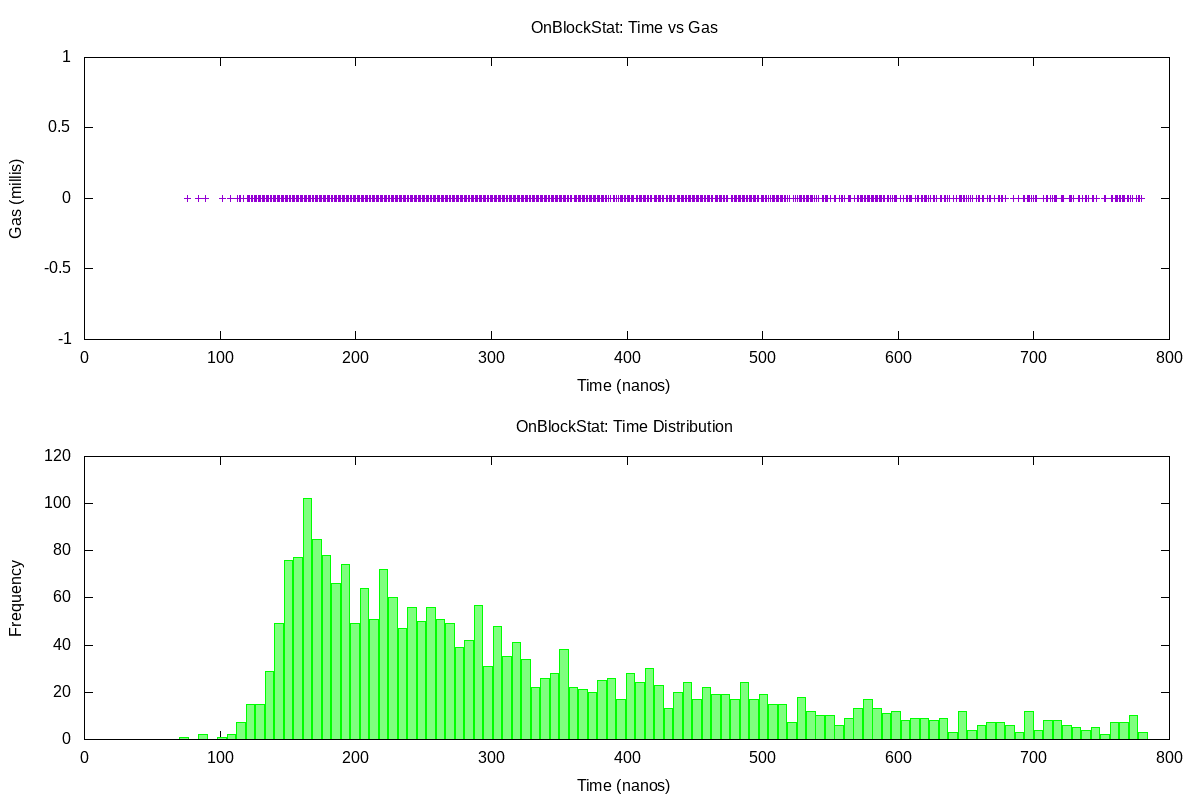 OnBlockStat: Time vs Gas
1
0.5
0
-0.5
-1
Gas (millis)
0 100 200 300 400 500 600 700 800
Time (nanos)
OnBlockStat: Time Distribution
120
100
80
60
40
20
0
Frequency
0 100 200 300 400 500 600 700 800
Time (nanos)